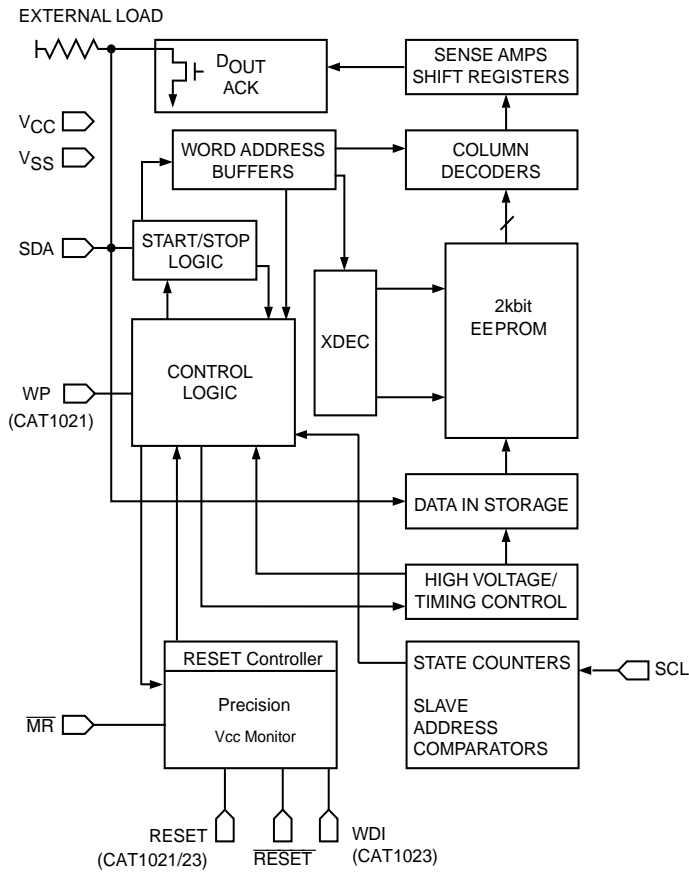 EXTERNAL LOAD
DOUT
ACK
SENSE AMPS
SHIFT REGISTERS
VCC
WORD ADDRESS
BUFFERS
COLUMN
DECODERS
VSS
SDA
START/STOP
LOGIC
2kbit
EEPROM
XDEC
CONTROL
LOGIC
WP
(CAT1021)
DATA IN STORAGE
HIGH VOLTAGE/
TIMING CONTROL
RESET Controller
STATE COUNTERS
SCL
Precision
Vcc Monitor
SLAVE
ADDRESS
COMPARATORS
MR
RESET
(CAT1021/23)
RESET
WDI
(CAT1023)